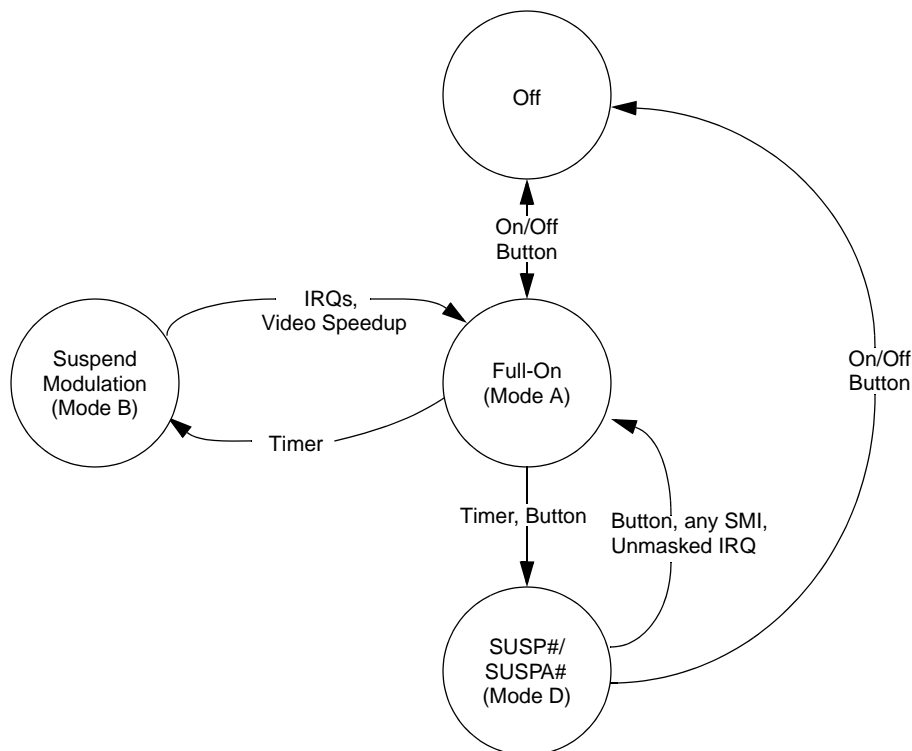 Off
On/Off
Button
IRQs,
Video Speedup
Suspend
Modulation
(Mode B)
Full-On
(Mode A)
On/Off
Button
Timer
Timer, Button
Button, any SMI,
Unmasked IRQ
SUSP#/
SUSPA#
(Mode D)